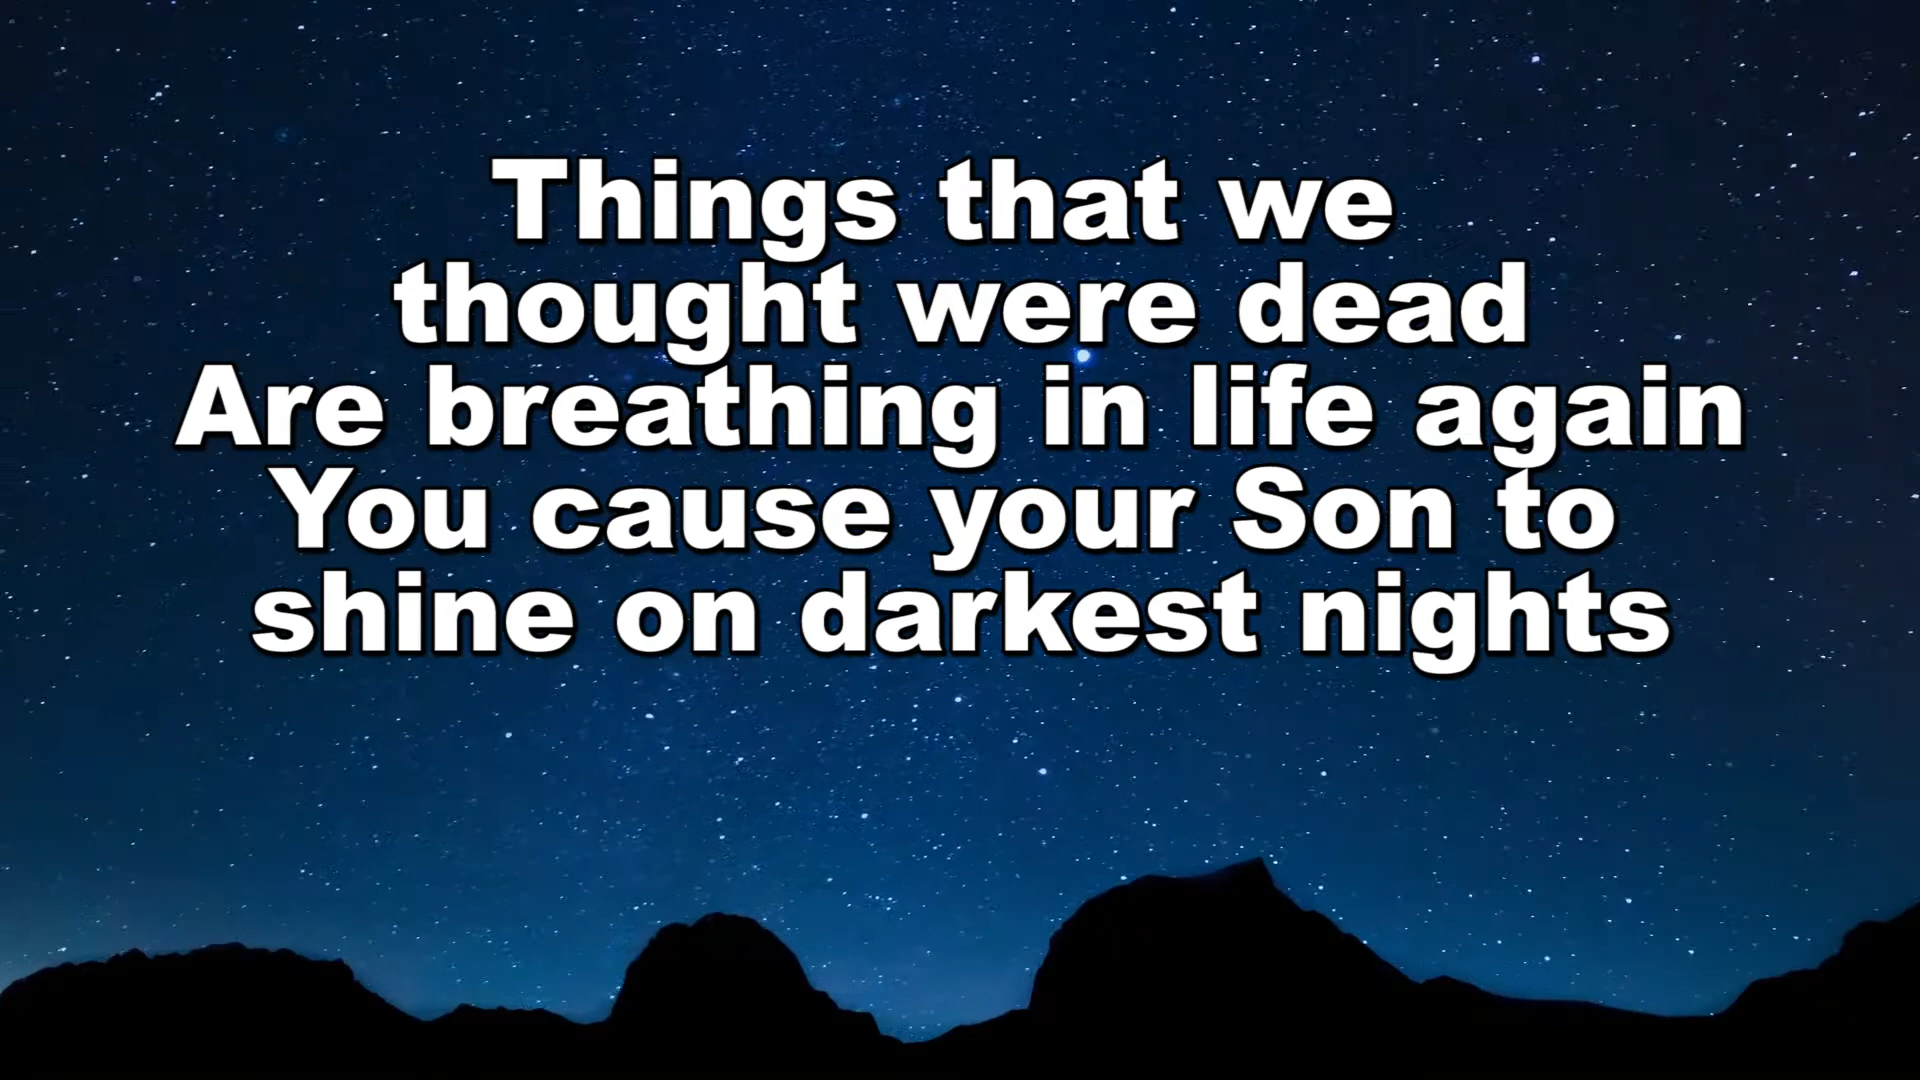 Things that we
thought were dead
Are breathing in life again
You cause your Son to
shine on darkest nights